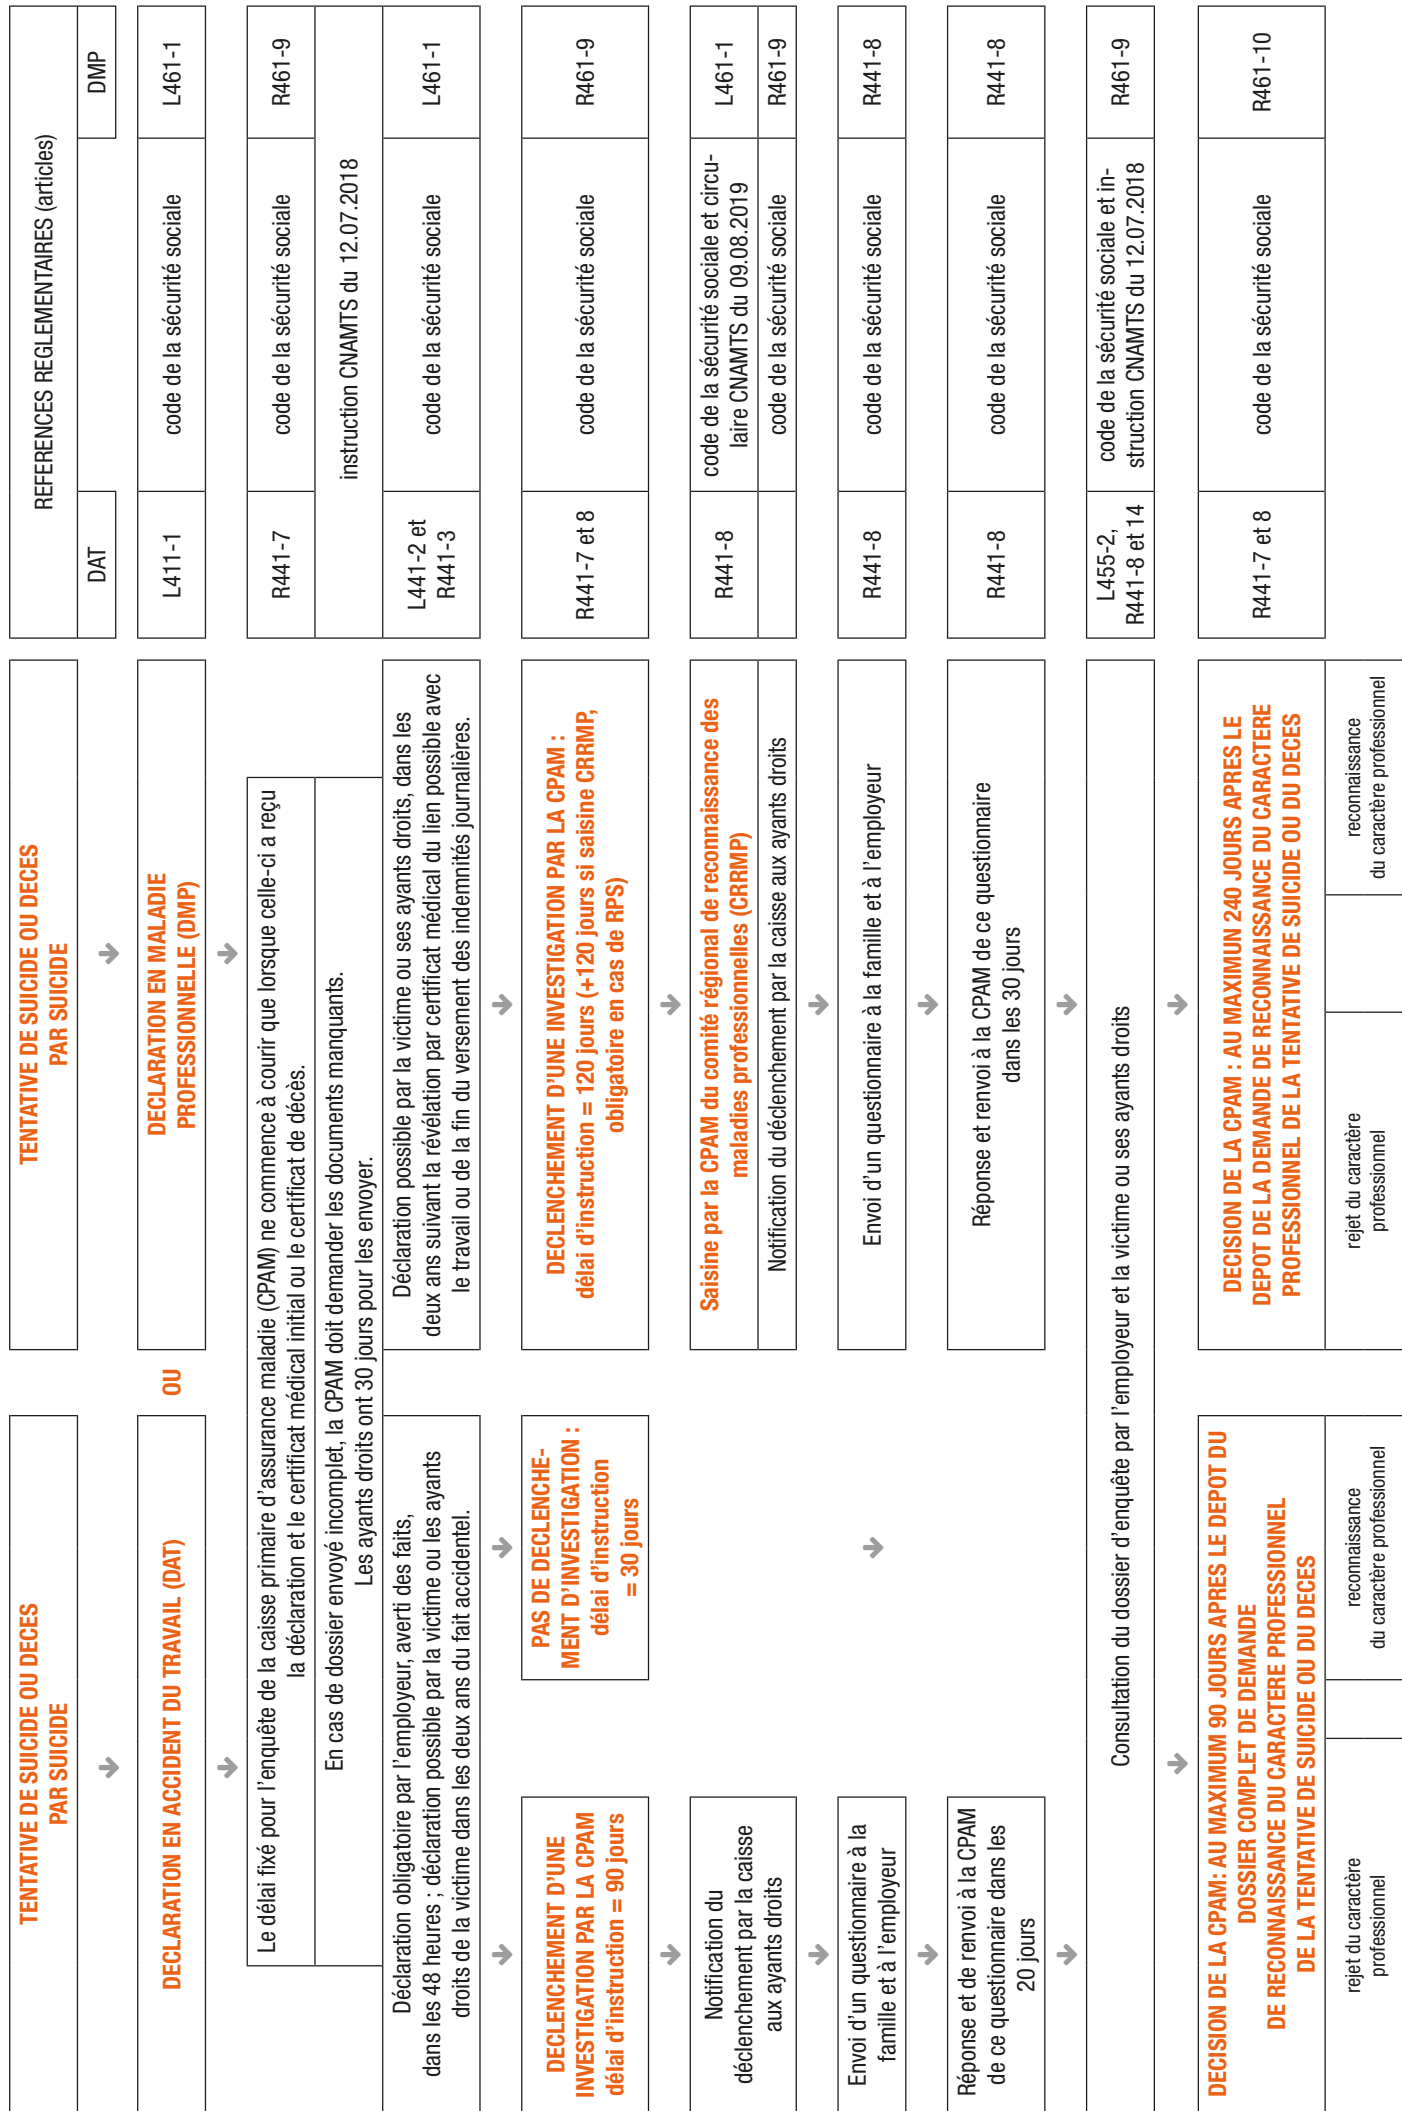 TENTATIVE DE SUICIDE OU DECES
PAR SUICIDE
TENTATIVE DE SUICIDE OU DECES
PAR SUICIDE
REFERENCES REGLEMENTAIRES (articles)
DAT
DMP
DECLARATION EN ACCIDENT DU TRAVAIL (DAT)
OU
DECLARATION EN MALADIE
PROFESSIONNELLE (DMP)
L411-1
code de la sécurité sociale
L461-1
Le délai fixé pour l'enquête de la caisse primaire d'assurance maladie (CPAM) ne commence à courir que lorsque celle-ci a reçu
la déclaration et le certificat médical initial ou le certificat de décès.
R441-7
code de la sécurité sociale
R461-9
En cas de dossier envoyé incomplet, la CPAM doit demander les documents manquants.
Les ayants droits ont 30 jours pour les envoyer.
instruction CNAMTS du 12.07.2018
Déclaration obligatoire par l'employeur, averti des faits,
dans les 48 heures ; déclaration possible par la victime ou les ayants
droits de la victime dans les deux ans du fait accidentel.
Déclaration possible par la victime ou ses ayants droits, dans les
deux ans suivant la révélation par certificat médical du lien possible avec
le travail ou de la fin du versement des indemnités journalières.
L441-2 et
R441-3
code de la sécurité sociale
L461-1
DECLENCHEMENT D'UNE
INVESTIGATION PAR LA CPAM
délai d'instruction = 90 jours
PAS DE DECLENCHE-
MENT D'INVESTIGATION :
délai d'instruction
= 30 jours
DECLENCHEMENT D'UNE INVESTIGATION PAR LA CPAM :
délai d'instruction = 120 jours (+120 jours si saisine CRRMP,
obligatoire en cas de RPS)
R441-7 et 8
code de la sécurité sociale
R461-9
Notification du
déclenchement par la caisse
aux ayants droits
Saisine par la CPAM du comité régional de reconnaissance des
maladies professionnelles (CRRMP)
R441-8
code de la sécurité sociale et circu-
laire CNAMTS du 09.08.2019
L461-1
Notification du déclenchement par la caisse aux ayants droits
code de la sécurité sociale
R461-9
Envoi d'un questionnaire à la
famille et à l'employeur
Envoi d'un questionnaire à la famille et à l'employeur
R441-8
code de la sécurité sociale
R441-8
Réponse et de renvoi à la CPAM
de ce questionnaire dans les
20 jours
Réponse et renvoi à la CPAM de ce questionnaire
dans les 30 jours
R441-8
code de la sécurité sociale
R441-8
Consultation du dossier d'enquête par l'employeur et la victime ou ses ayants droits
L455-2,
R441-8 et 14
code de la sécurité sociale et in-
struction CNAMTS du 12.07.2018
R461-9
DECISION DE LA CPAM: AU MAXIMUM 90 JOURS APRES LE DEPOT DU
DOSSIER COMPLET DE DEMANDE
DE RECONNAISSANCE DU CARACTERE PROFESSIONNEL
DE LA TENTATIVE DE SUICIDE OU DU DECES
DECISION DE LA CPAM : AU MAXIMUN 240 JOURS APRES LE
DEPOT DE LA DEMANDE DE RECONNAISSANCE DU CARACTERE
PROFESSIONNEL DE LA TENTATIVE DE SUICIDE OU DU DECES
R441-7 et 8
code de la sécurité sociale
R461-10
rejet du caractère
professionnel
reconnaissance
du caractère professionnel
rejet du caractère
professionnel
reconnaissance
du caractère professionnel